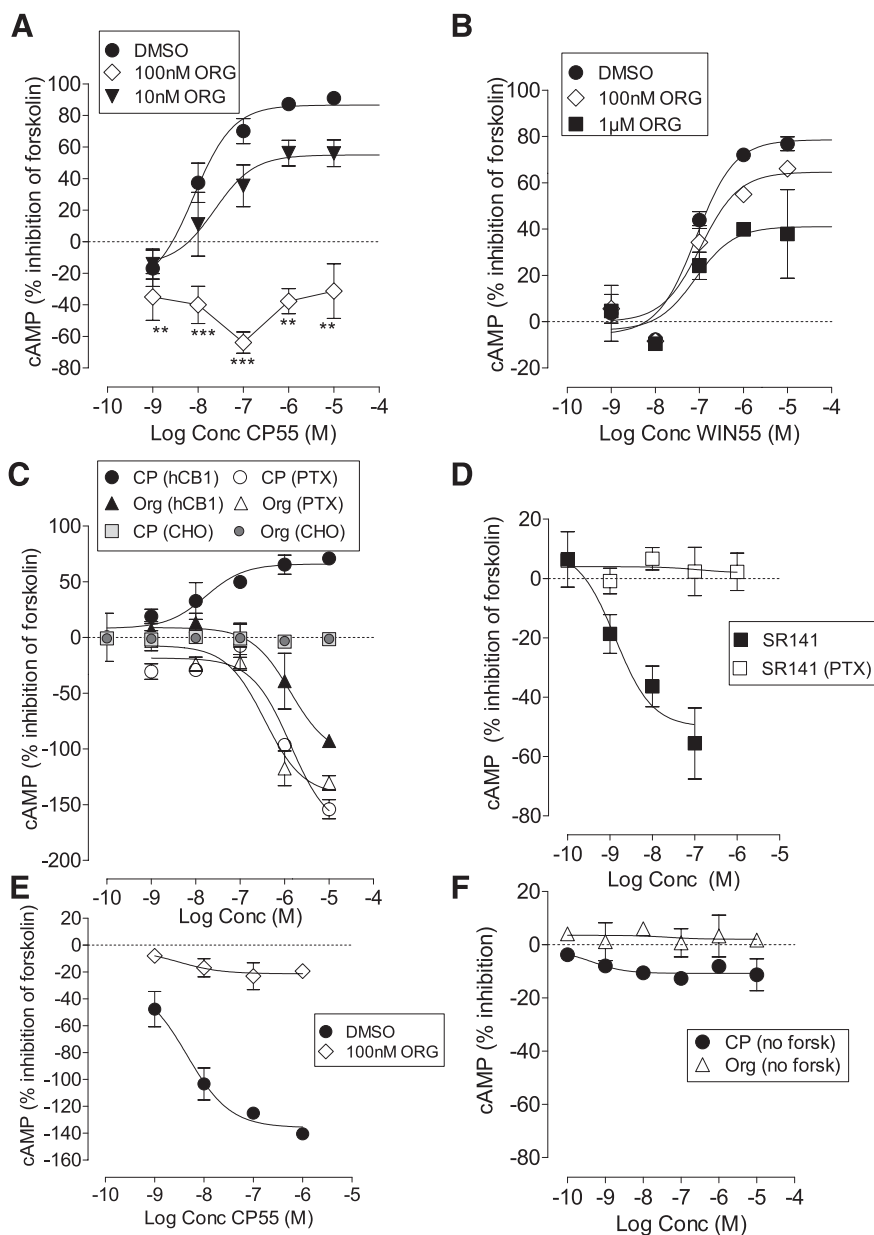 A
DMSO
100nM ORG
10nM ORG
cAMP (% inhibition of forskolin)
100
80
60
40
20
0
-20
-40
-60
-80
**
***
***
**
**
-10 -9 -8 -7 -6 -5 -4
Log Conc CP55 (M)
B
DMSO
100nM ORG
1µM ORG
cAMP (% inhibition of forskolin)
100
80
60
40
20
0
-20
-10 -9 -8 -7 -6 -5 -4
Log Conc WIN55 (M)
C
CP (hCB1) CP (PTX)
Org (hCB1) Org (PTX)
CP (CHO) Org (CHO)
cAMP (% inhibition of forskolin)
100
50
0
-50
-100
-150
-200
-10 -9 -8 -7 -6 -5 -4
Log Conc (M)
D
cAMP (% inhibition of forskolin)
20
0
-20
-40
-60
-80
SR141
SR141 (PTX)
-10 -9 -8 -7 -6 -5
Log Conc (M)
E
cAMP (% inhibition of forskolin)
20
0
-20
-40
-60
-80
-100
-120
-140
-160
DMSO
100nM ORG
-10 -9 -8 -7 -6 -5
Log Conc CP55 (M)
F
cAMP (% inhibition)
20
0
-20
-40
-60
-80
CP (no forsk)
Org (no forsk)
-10 -9 -8 -7 -6 -5
Log Conc (M)